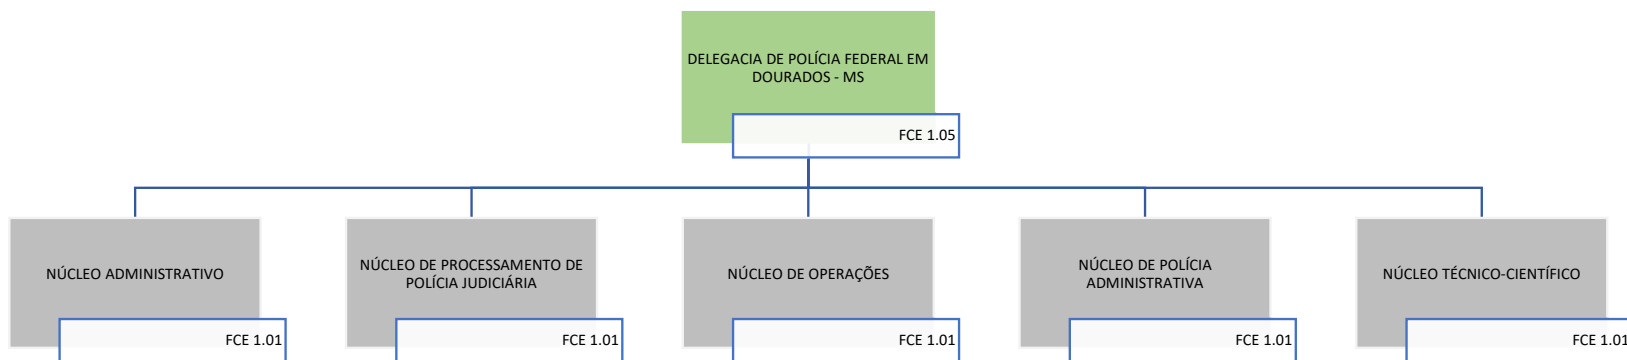 DELEGACIA DE POLÍCIA FEDERAL EM
DOURADOS - MS
FCE 1.05
NÚCLEO ADMINISTRATIVO
FCE 1.01
NÚCLEO DE PROCESSAMENTO DE
POLÍCIA JUDICIÁRIA
FCE 1.01
NÚCLEO DE OPERAÇÕES
FCE 1.01
NÚCLEO DE POLÍCIA
ADMINISTRATIVA
FCE 1.01
NÚCLEO TÉCNICO-CIENTÍFICO
FCE 1.01